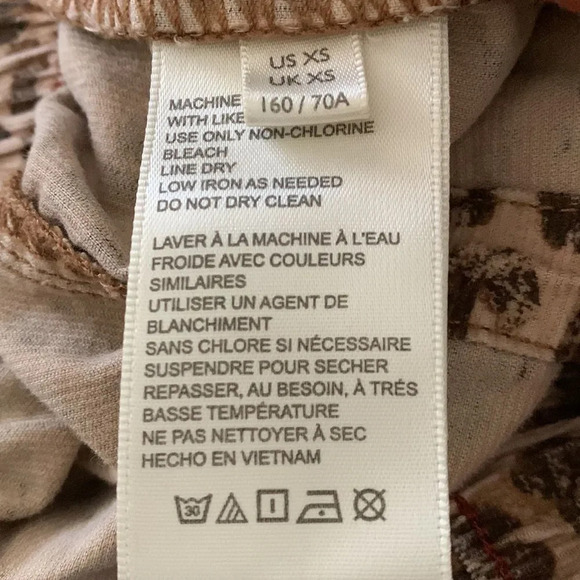 US XS
UK XS
160 / 70A
MACHINE
WITH LIKE
USE ONLY NON-CHLORINE
BLEACH
LINE DRY
LOW IRON AS NEEDED
DO NOT DRY CLEAN
LAVER À LA MACHINE À L'EAU
FROIDE AVEC COULEURS
SIMILAIRES
UTILISER UN AGENT DE
BLANCHIMENT
SANS CHLORE SI NÉCESSAIRE
SUSPENDRE POUR SECHER
REPASSER, AU BESOIN, À TRÉS
BASSE TEMPÉRATURE
NE PAS NETTOYER À SEC
HECHO EN VIETNAM
30